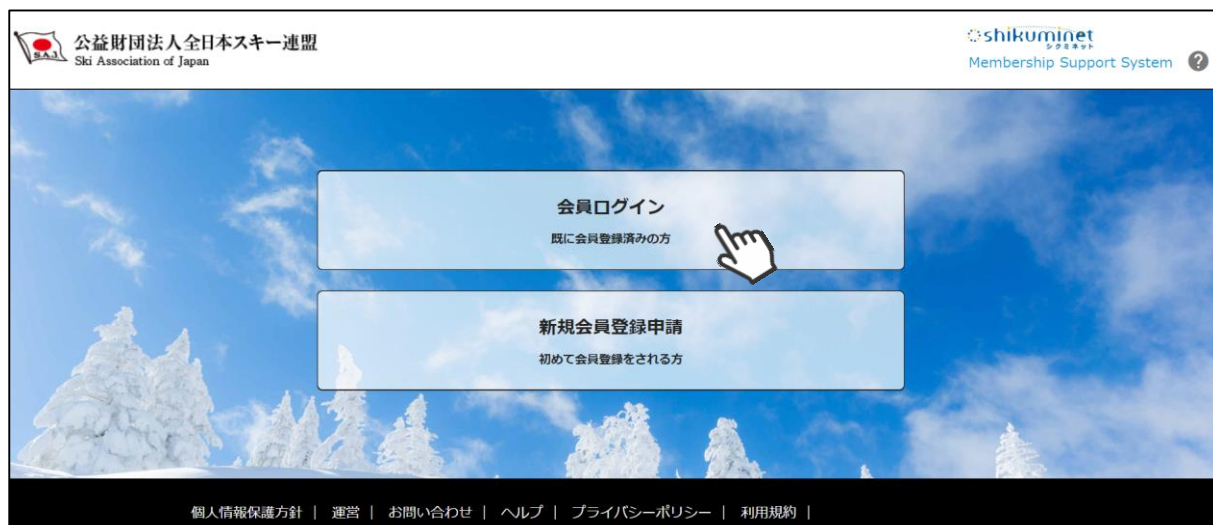 公益財団法人全日本スキー連盟
SAJ
Ski Association of Japan
shikuminet
シクミネット
Membership Support System ?
会員ログイン
既に会員登録済みの方
新規会員登録申請
初めて会員登録をされる方
個人情報保護方針 | 運営 | お問い合わせ | ヘルプ | プライバシーポリシー | 利用規約 |